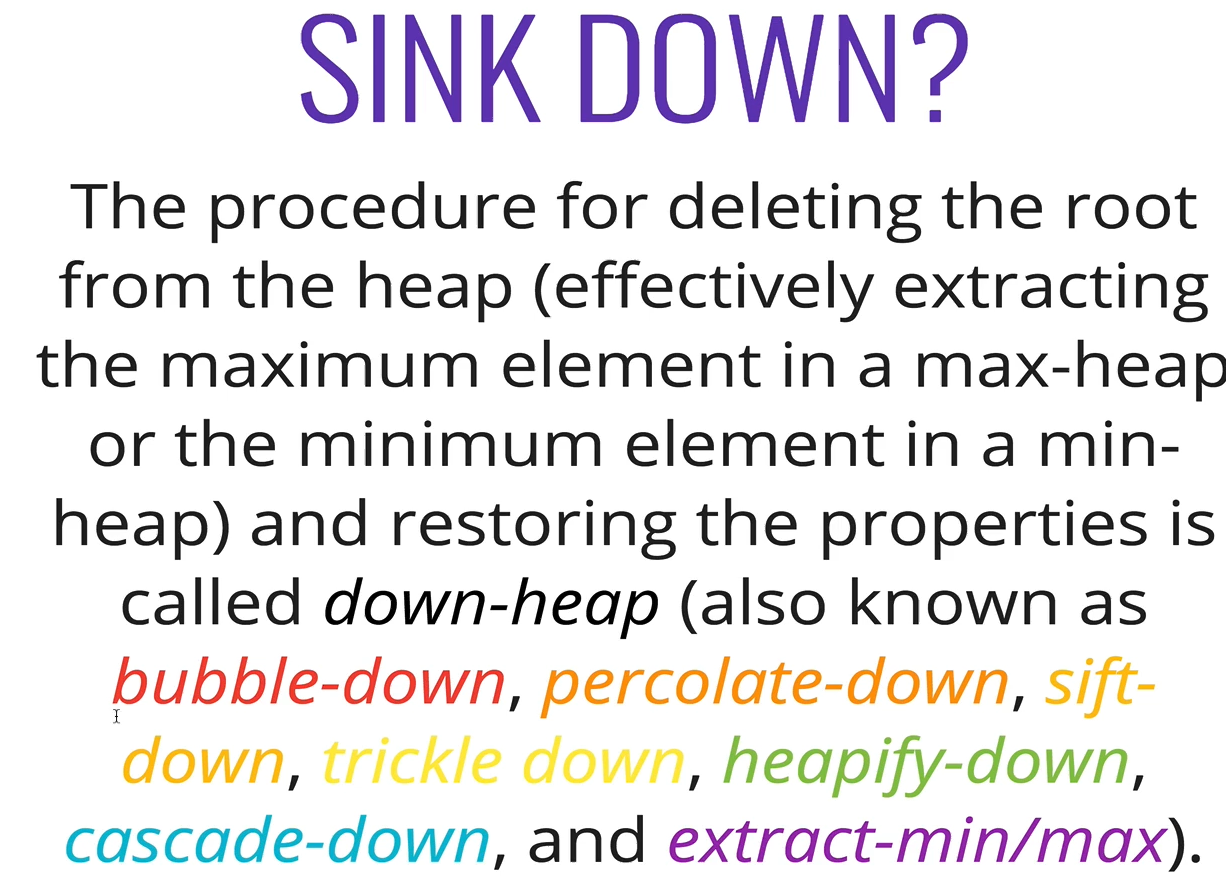 SINK DOWN?
The procedure for deleting the root
from the heap (effectively extracting
the maximum element in a max-heap
or the minimum element in a min-
heap) and restoring the properties is
called down-heap (also known as
bubble-down, percolate-down, sift-
down, trickle down, heapify-down,
cascade-down, and extract-min/max).